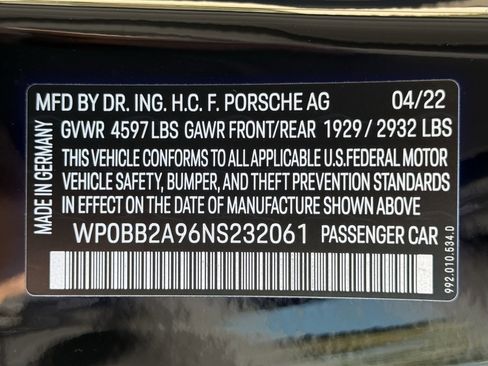 MFD BY DR. ING. H.C. F. PORSCHE AG 04/22
GVWR 4597 LBS GAWR FRONT/REAR 1929 / 2932 LBS
THIS VEHICLE CONFORMS TO ALL APPLICABLE U.S.FEDERAL MOTOR
VEHICLE SAFETY, BUMPER, AND THEFT PREVENTION STANDARDS
IN EFFECT ON THE DATE OF MANUFACTURE SHOWN ABOVE
WP0BB2A96NS232061 PASSENGER CAR
MADE IN GERMANY
992.010.534.D